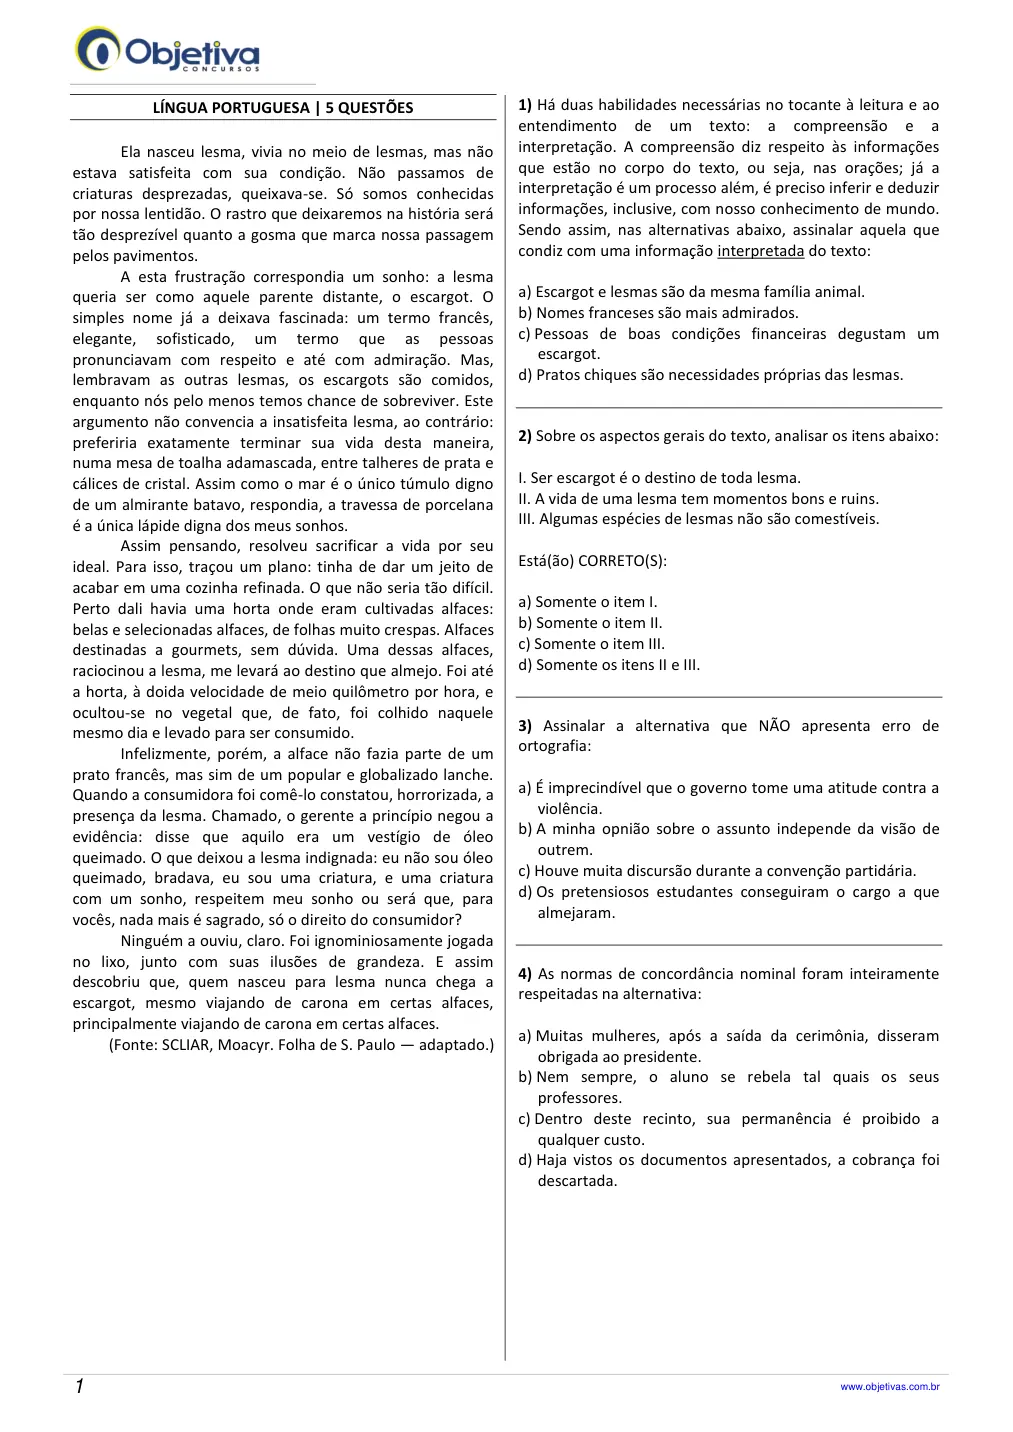 Objetiva
CONCURSOS
LÍNGUA PORTUGUESA | 5 QUESTÕES
Ela nasceu lesma, vivia no meio de lesmas, mas não
estava satisfeita com sua condição. Não passamos de
criaturas desprezadas, queixava-se. Só somos conhecidas
por nossa lentidão. O rastro que deixaremos na história será
tão desprezível quanto a gosma que marca nossa passagem
pelos pavimentos.
A esta frustração correspondia um sonho: a lesma
queria ser como aquele parente distante, o escargot. O
simples nome já a deixava fascinada: um termo francês,
elegante, sofisticado, um termo que as pessoas
pronunciavam com respeito e até com admiração. Mas,
lembravam as outras lesmas, os escargots são comidos,
enquanto nós pelo menos temos chance de sobreviver. Este
argumento não convencia a insatisfeita lesma, ao contrário:
preferiria exatamente terminar sua vida desta maneira,
numa mesa de toalha adamascada, entre talheres de prata e
cálices de cristal. Assim como o mar é o único túmulo digno
de um almirante batavo, respondia, a travessa de porcelana
é a única lápide digna dos meus sonhos.
Assim pensando, resolveu sacrificar a vida por seu
ideal. Para isso, traçou um plano: tinha de dar um jeito de
acabar em uma cozinha refinada. O que não seria tão difícil.
Perto dali havia uma horta onde eram cultivadas alfaces:
belas e selecionadas alfaces, de folhas muito crespas. Alfaces
destinadas a gourmets, sem dúvida. Uma dessas alfaces,
raciocinou a lesma, me levará ao destino que almejo. Foi até
a horta, à doida velocidade de meio quilômetro por hora, e
ocultou-se no vegetal que, de fato, foi colhido naquele
mesmo dia e levado para ser consumido.
Infelizmente, porém, a alface não fazia parte de um
prato francês, mas sim de um popular e globalizado lanche.
Quando a consumidora foi comê-lo constatou, horrorizada, a
presença da lesma. Chamado, o gerente a princípio negou a
evidência: disse que aquilo era um vestígio de óleo
queimado. O que deixou a lesma indignada: eu não sou óleo
queimado, bradava, eu sou uma criatura, e uma criatura
com um sonho, respeitem meu sonho ou será que, para
vocês, nada mais é sagrado, só o direito do consumidor?
Ninguém a ouviu, claro. Foi ignominiosamente jogada
no lixo, junto com suas ilusões de grandeza. E assim
descobriu que, quem nasceu para lesma nunca chega a
escargot, mesmo viajando de carona em certas alfaces,
principalmente viajando de carona em certas alfaces.
(Fonte: SCLIAR, Moacyr. Folha de S. Paulo — adaptado.)
1) Há duas habilidades necessárias no tocante à leitura e ao
entendimento de um texto: a compreensão e a
interpretação. A compreensão diz respeito às informações
que estão no corpo do texto, ou seja, nas orações; já a
interpretação é um processo além, é preciso inferir e deduzir
informações, inclusive, com nosso conhecimento de mundo.
Sendo assim, nas alternativas abaixo, assinalar aquela que
condiz com uma informação interpretada do texto:
a) Escargot e lesmas são da mesma família animal.
b) Nomes franceses são mais admirados.
c) Pessoas de boas condições financeiras degustam um
escargot.
d) Pratos chiques são necessidades próprias das lesmas.
2) Sobre os aspectos gerais do texto, analisar os itens abaixo:
I. Ser escargot é o destino de toda lesma.
II. A vida de uma lesma tem momentos bons e ruins.
III. Algumas espécies de lesmas não são comestíveis.
Está(ão) CORRETO(S):
a) Somente o item I.
b) Somente o item II.
c) Somente o item III.
d) Somente os itens II e III.
3) Assinalar a alternativa que NÃO apresenta erro de
ortografia:
a) É imprecindível que o governo tome uma atitude contra a
violência.
b) A minha opnião sobre o assunto independe da visão de
outrem.
c) Houve muita discursão durante a convenção partidária.
d) Os pretensiosos estudantes conseguiram o cargo a que
almejaram.
4) As normas de concordância nominal foram inteiramente
respeitadas na alternativa:
a) Muitas mulheres, após a saída da cerimônia, disseram
obrigada ao presidente.
b) Nem sempre, o aluno se rebela tal quais os seus
professores.
c) Dentro deste recinto, sua permanência é proibido a
qualquer custo.
d) Haja vistos os documentos apresentados, a cobrança foi
descartada.
1
www.objetivas.com.br